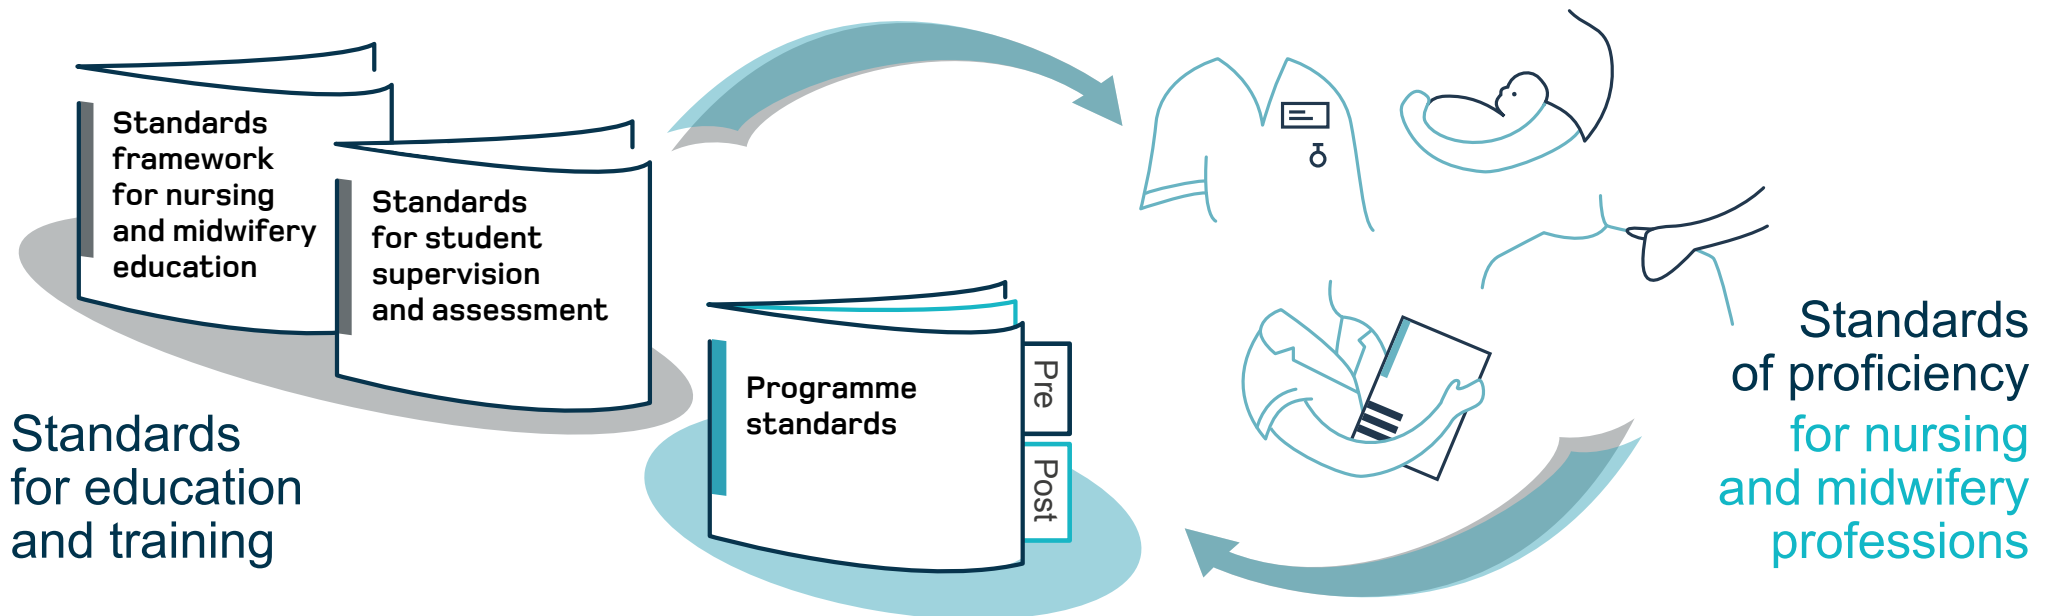 Standards
framework
for nursing
and midwifery
education
Standards
for student
supervision
and assessment
Programme
standards
Pre
Post
Standards
for education
and training
Standards
of proficiency
for nursing
and midwifery
professions